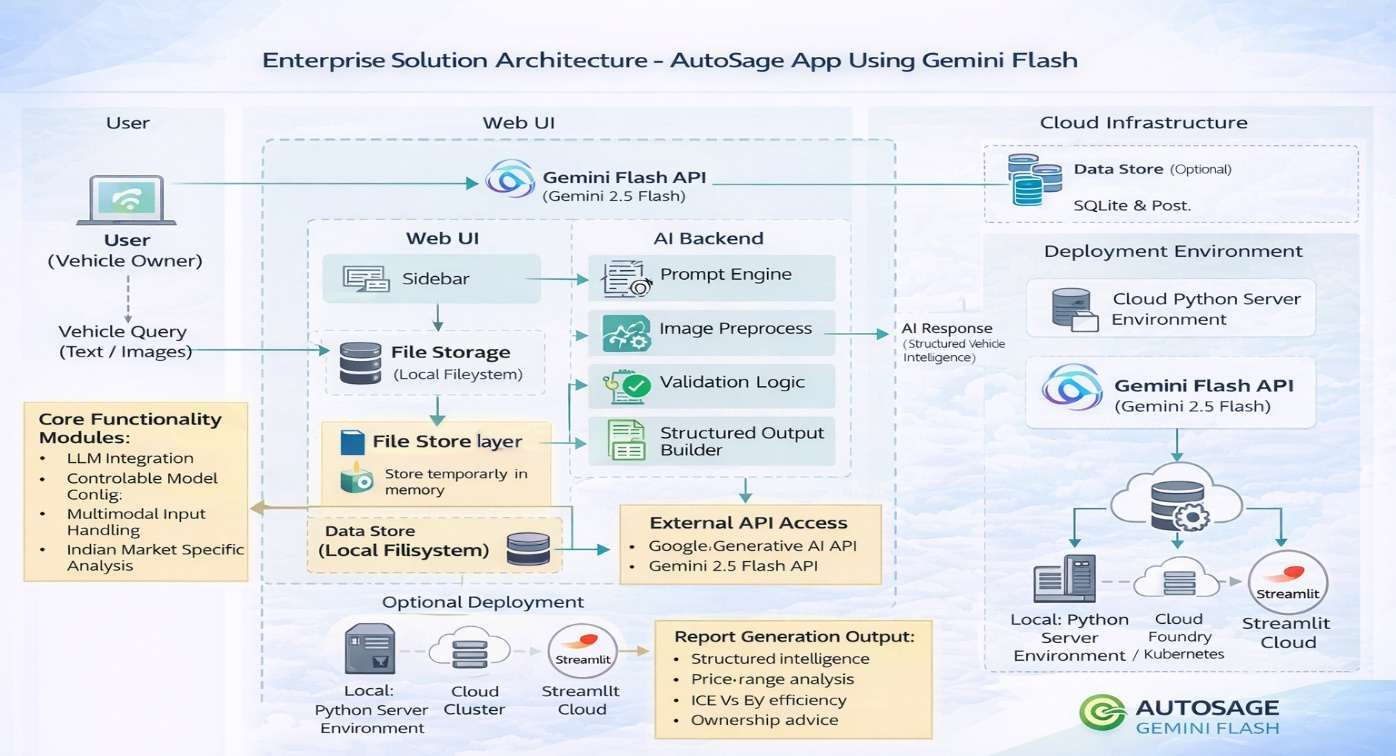 Enterprise Solution Architecture - AutoSage App Using Gemini Flash
User
User
(Vehicle Owner)
Vehicle Query
(Text / Images)
Core Functionality
Modules:
• LLM Integration
• Controlable Model
Contig:
• Multimodal Input
Handling
• Indian Market Specific
Analysis
Web UI
Gemini Flash API
(Gemini 2.5 Flash)
Web UI
Sidebar
File Storage
(Local Fileystem)
File Store layer
Store temporarly in
memory
Data Store
(Local Filisystem)
AI Backend
Prompt Engine
Image Preprocess
Validation Logic
Structured Output
Builder
External API Access
• Google.Generative AI API
• Gemini 2.5 Flash API
AI Response
(Structured Vehicle
Intelligence)
Optional Deployment
Local:
Python Server
Environment
Cloud
Cluster
Streamlit
Streamllt
Cloud
Report Generation Output:
• Structured intelligence
• Price-range analysis
• ICE Vs EV efficiency
• Ownership advice
Cloud Infrastructure
Data Store (Optional)
SQLite & Post.
Deployment Environment
Cloud Python Server
Environment
Gemini Flash API
(Gemini 2.5 Flash)
Local: Python
Server
Environment /
Cloud
Foundry
Kubernetes
Streamlit
Streamlit
Cloud
AUTOSAGE
GEMINI FLASH